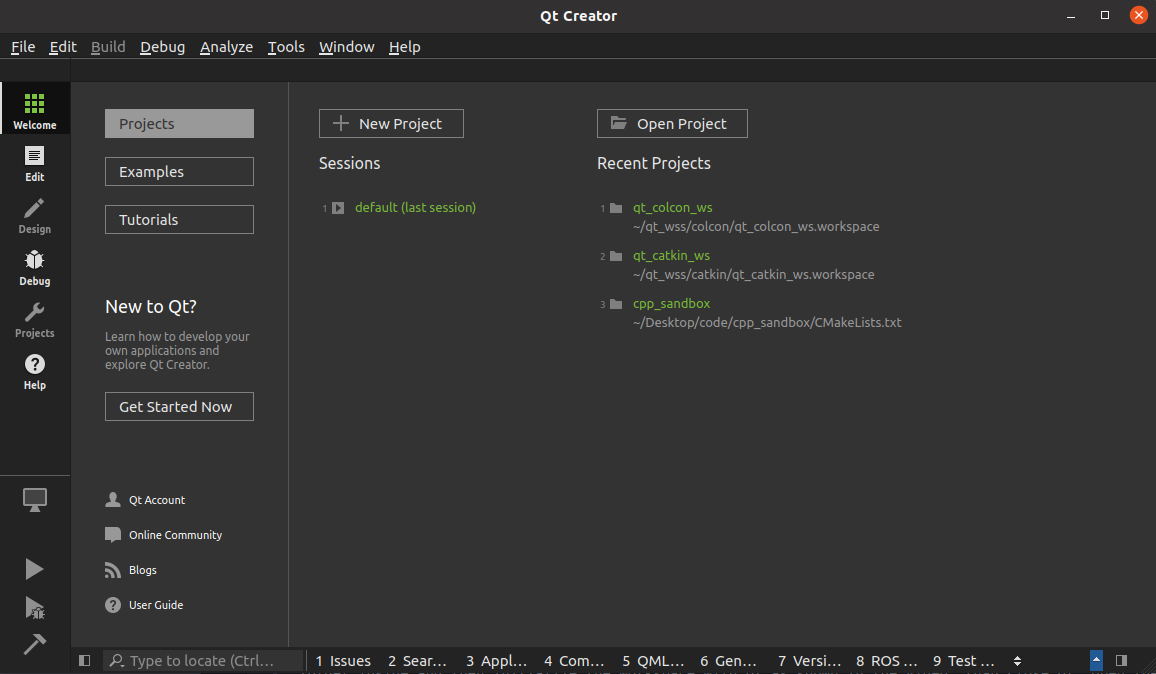 Qt Creator
File Edit Build Debug Analyze Tools Window Help
Welcome
Edit
Design
Debug
Projects
Help
Projects
Examples
Tutorials
New to Qt?
Learn how to develop your
own applications and
explore Qt Creator.
Get Started Now
Qt Account
Online Community
Blogs
User Guide
New Project
Sessions
1 default (last session)
Open Project
Recent Projects
1 qt_colcon_ws
~/qt_wss/colcon/qt_colcon_ws.workspace
2 qt_catkin_ws
~/qt_wss/catkin/qt_catkin_ws.workspace
3 cpp_sandbox
~/Desktop/code/cpp_sandbox/CMakeLists.txt
Type to locate (Ctrl... 1 Issues 2 Sear... 3 Appl... 4 Com... 5 QML... 6 Gen... 7 Versi... 8 ROS ... 9 Test ...